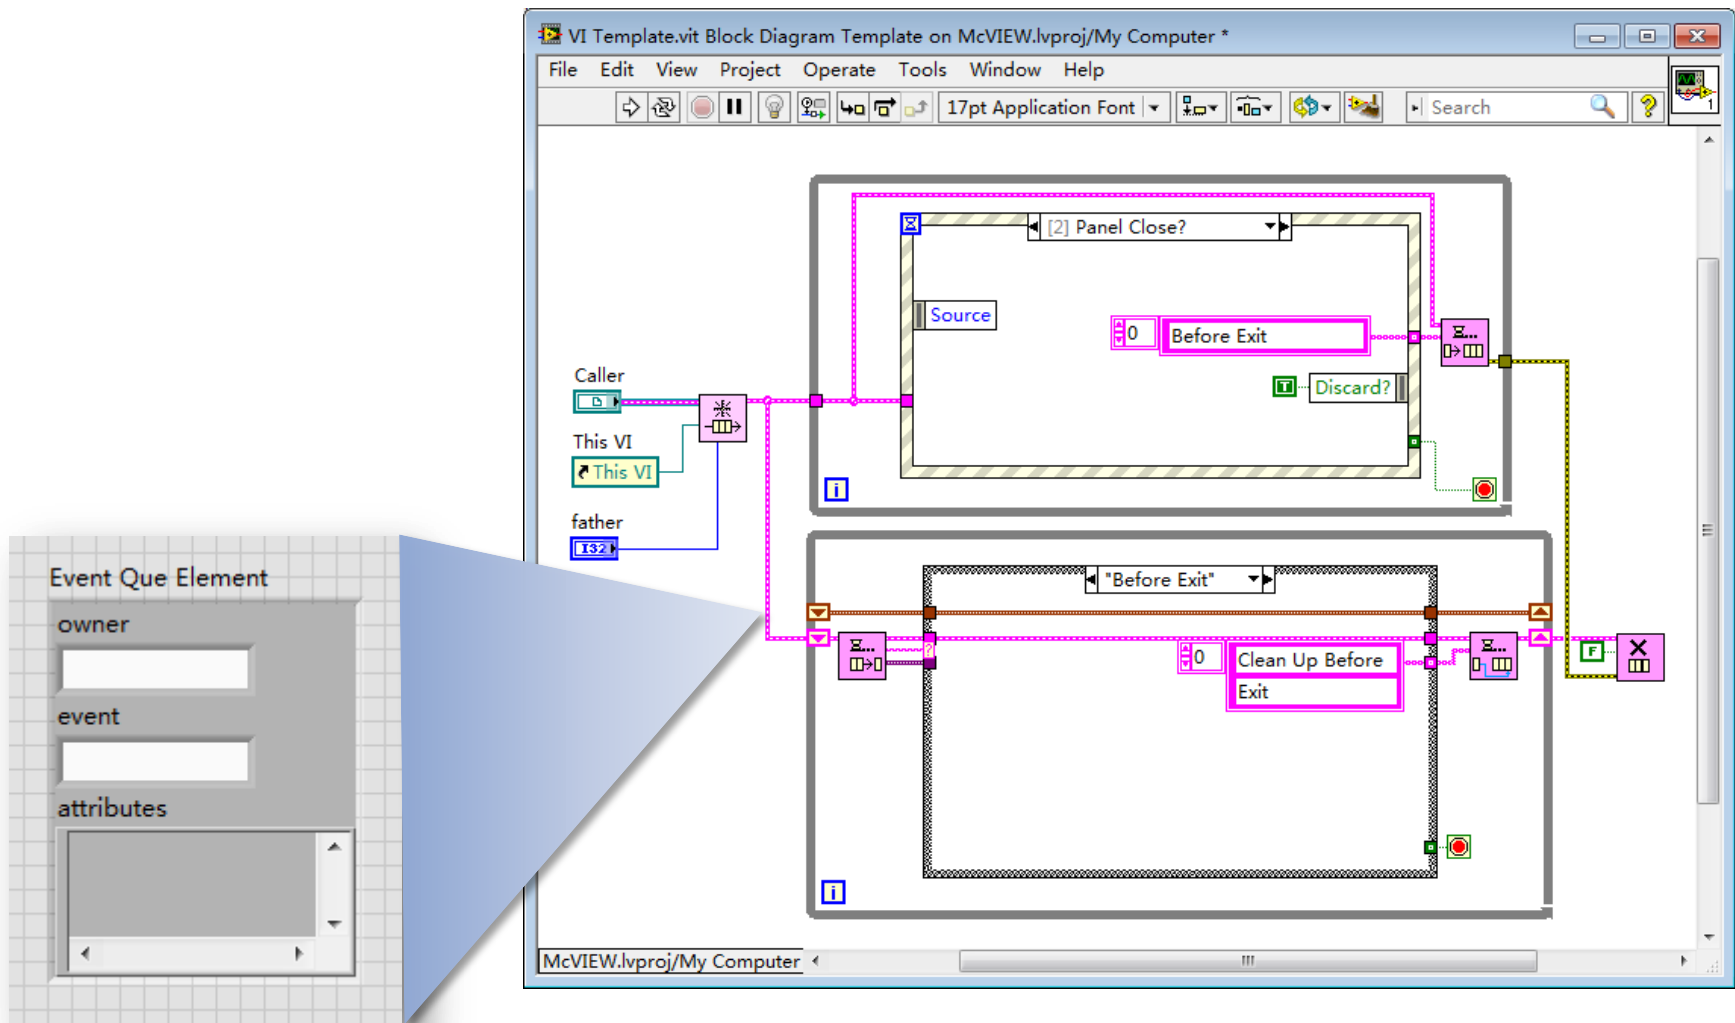 VI Template.vit Block Diagram Template on McVIEW.lvproj/My Computer *
File Edit View Project Operate Tools Window Help
17pt Application Font
Search
?
1
[2] Panel Close?
Source
0
Before Exit
T
Discard?
Caller
This VI
This VI
father
I32
i
"Before Exit"
?
0
Clean Up Before
Exit
F
i
McVIEW.lvproj/My Computer
Event Que Element
owner
event
attributes